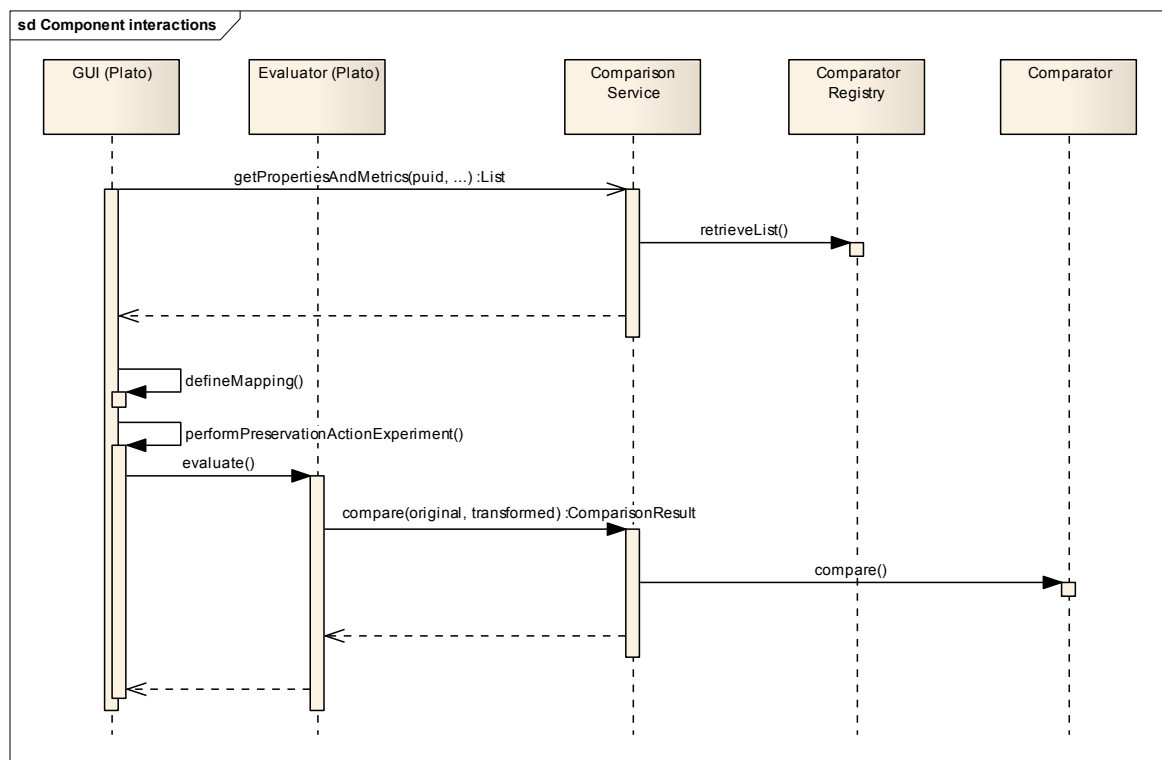 sd Component interactions
GUI (Plato)
Evaluator (Plato)
Comparison
Service
Comparator
Registry
Comparator
getPropertiesAndMetrics(puid, ...) :List
retrieveList()
defineMapping()
performPreservationActionExperiment()
evaluate()
compare(original, transformed) :ComparisonResult
compare()